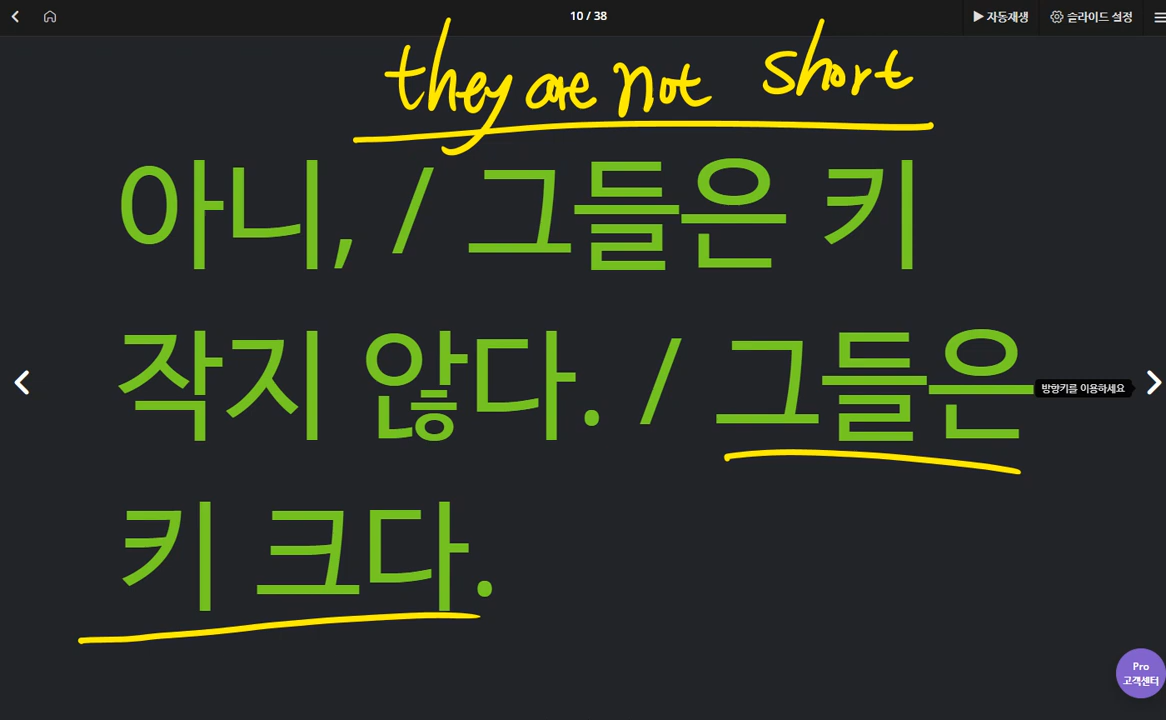 10 / 38
▶ 자동재생
슬라이드 설정
they are not short
아니, / 그들은 키
작지 않다. / 그들은
방향키를 이용하세요
키 크다.
Pro
고객센터